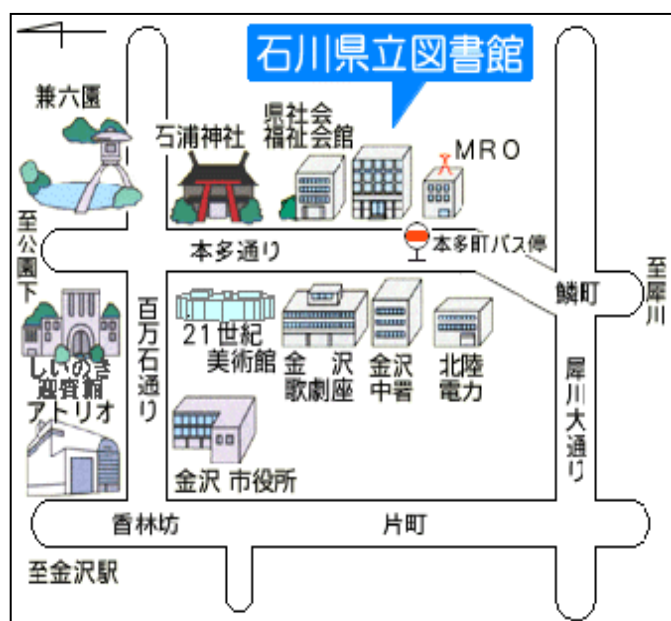 石川県立図書館
兼六園
石浦神社
県社会
福祉会館
MRO
至公園下
本多通り
本多町バス停
至犀川
鱗町
百万石通り
21世紀
美術館
金沢
歌劇座
金沢
中署
北陸
電力
しいのき
迎賓館
アトリオ
犀川大通り
金沢市役所
香林坊
片町
至金沢駅